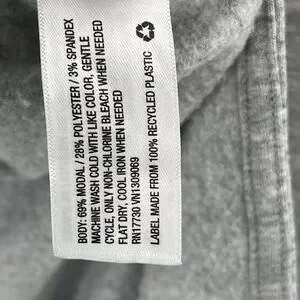 BODY: 69% MODAL / 28% POLYESTER / 3% SPANDEX
MACHINE WASH COLD WITH LIKE COLOR, GENTLE
CYCLE, ONLY NON-CHLORINE BLEACH WHEN NEEDED
FLAT DRY, COOL IRON WHEN NEEDED
RN17730 VN1309069
LABEL MADE FROM 100% RECYCLED PLASTIC